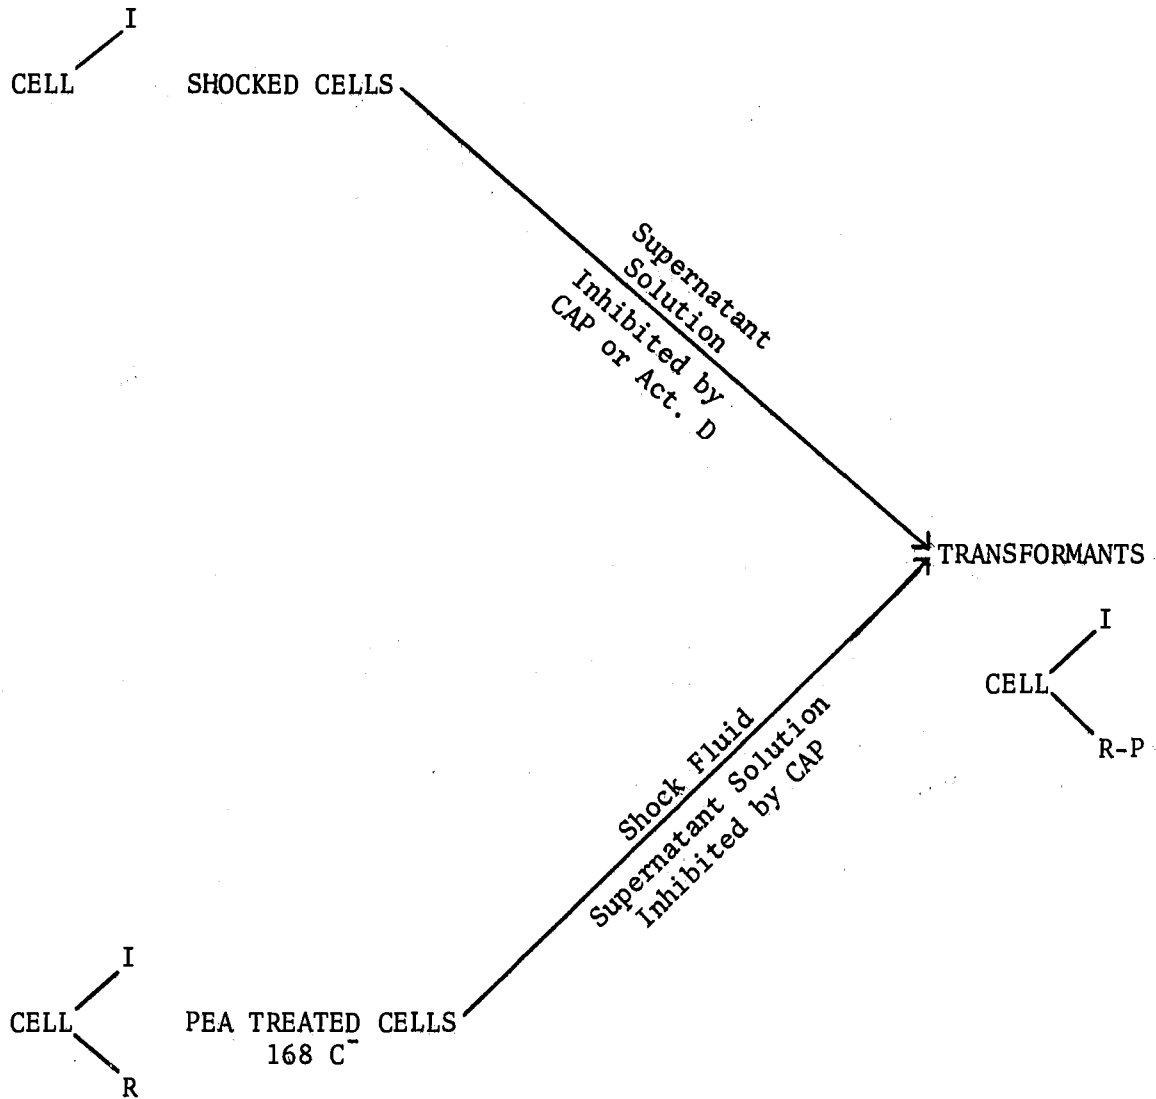 I
CELL
SHOCKED CELLS
Supernatant
Solution
Inhibited by
CAP or Act. D
TRANSFORMANTS
I
CELL
R-P
Shock Fluid
Supernatant Solution
Inhibited by CAP
I
CELL
R
PEA TREATED CELLS
168 C⁻